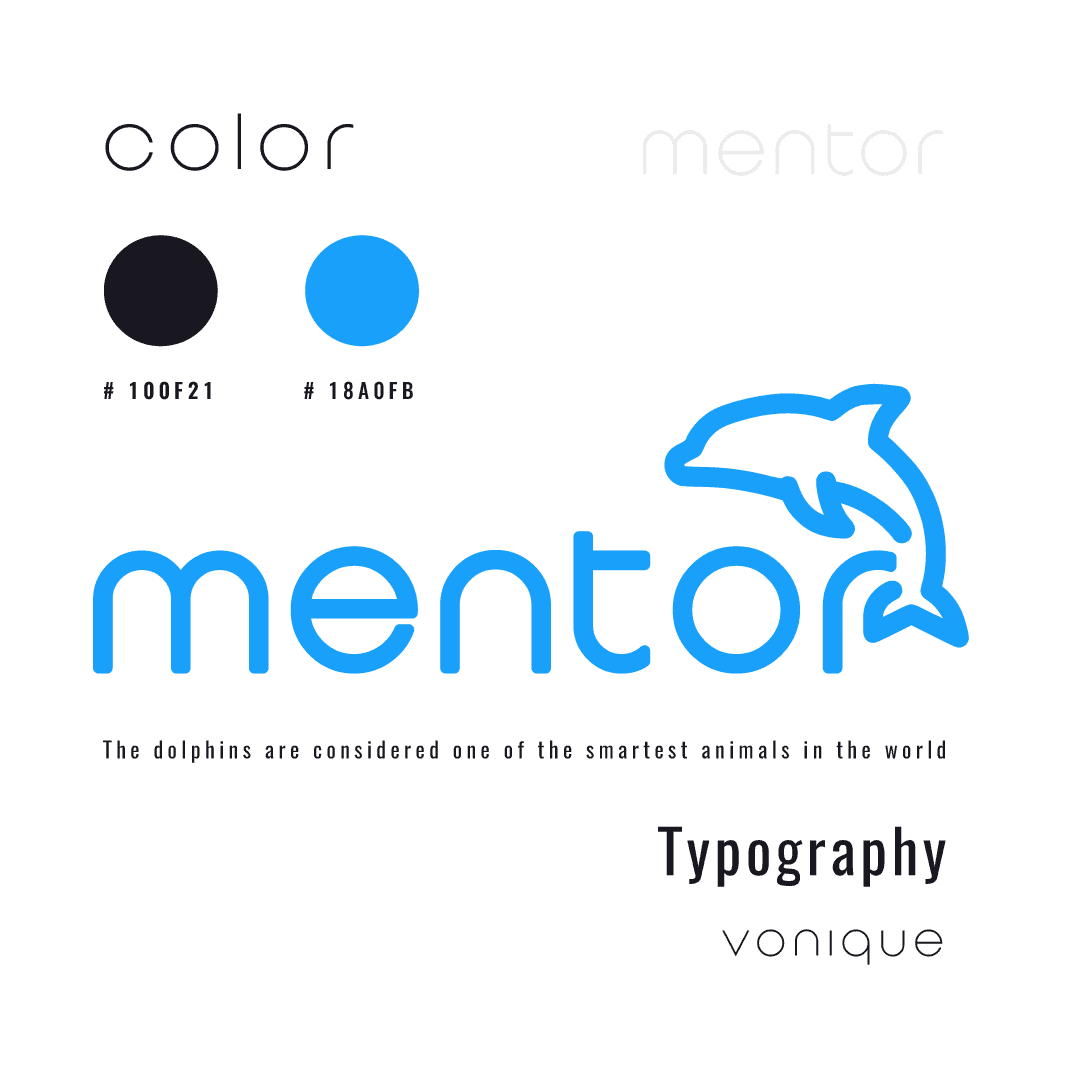 color
mentor
# 100F21
# 18A0FB
mentor
The dolphins are considered one of the smartest animals in the world
Typography
vonique